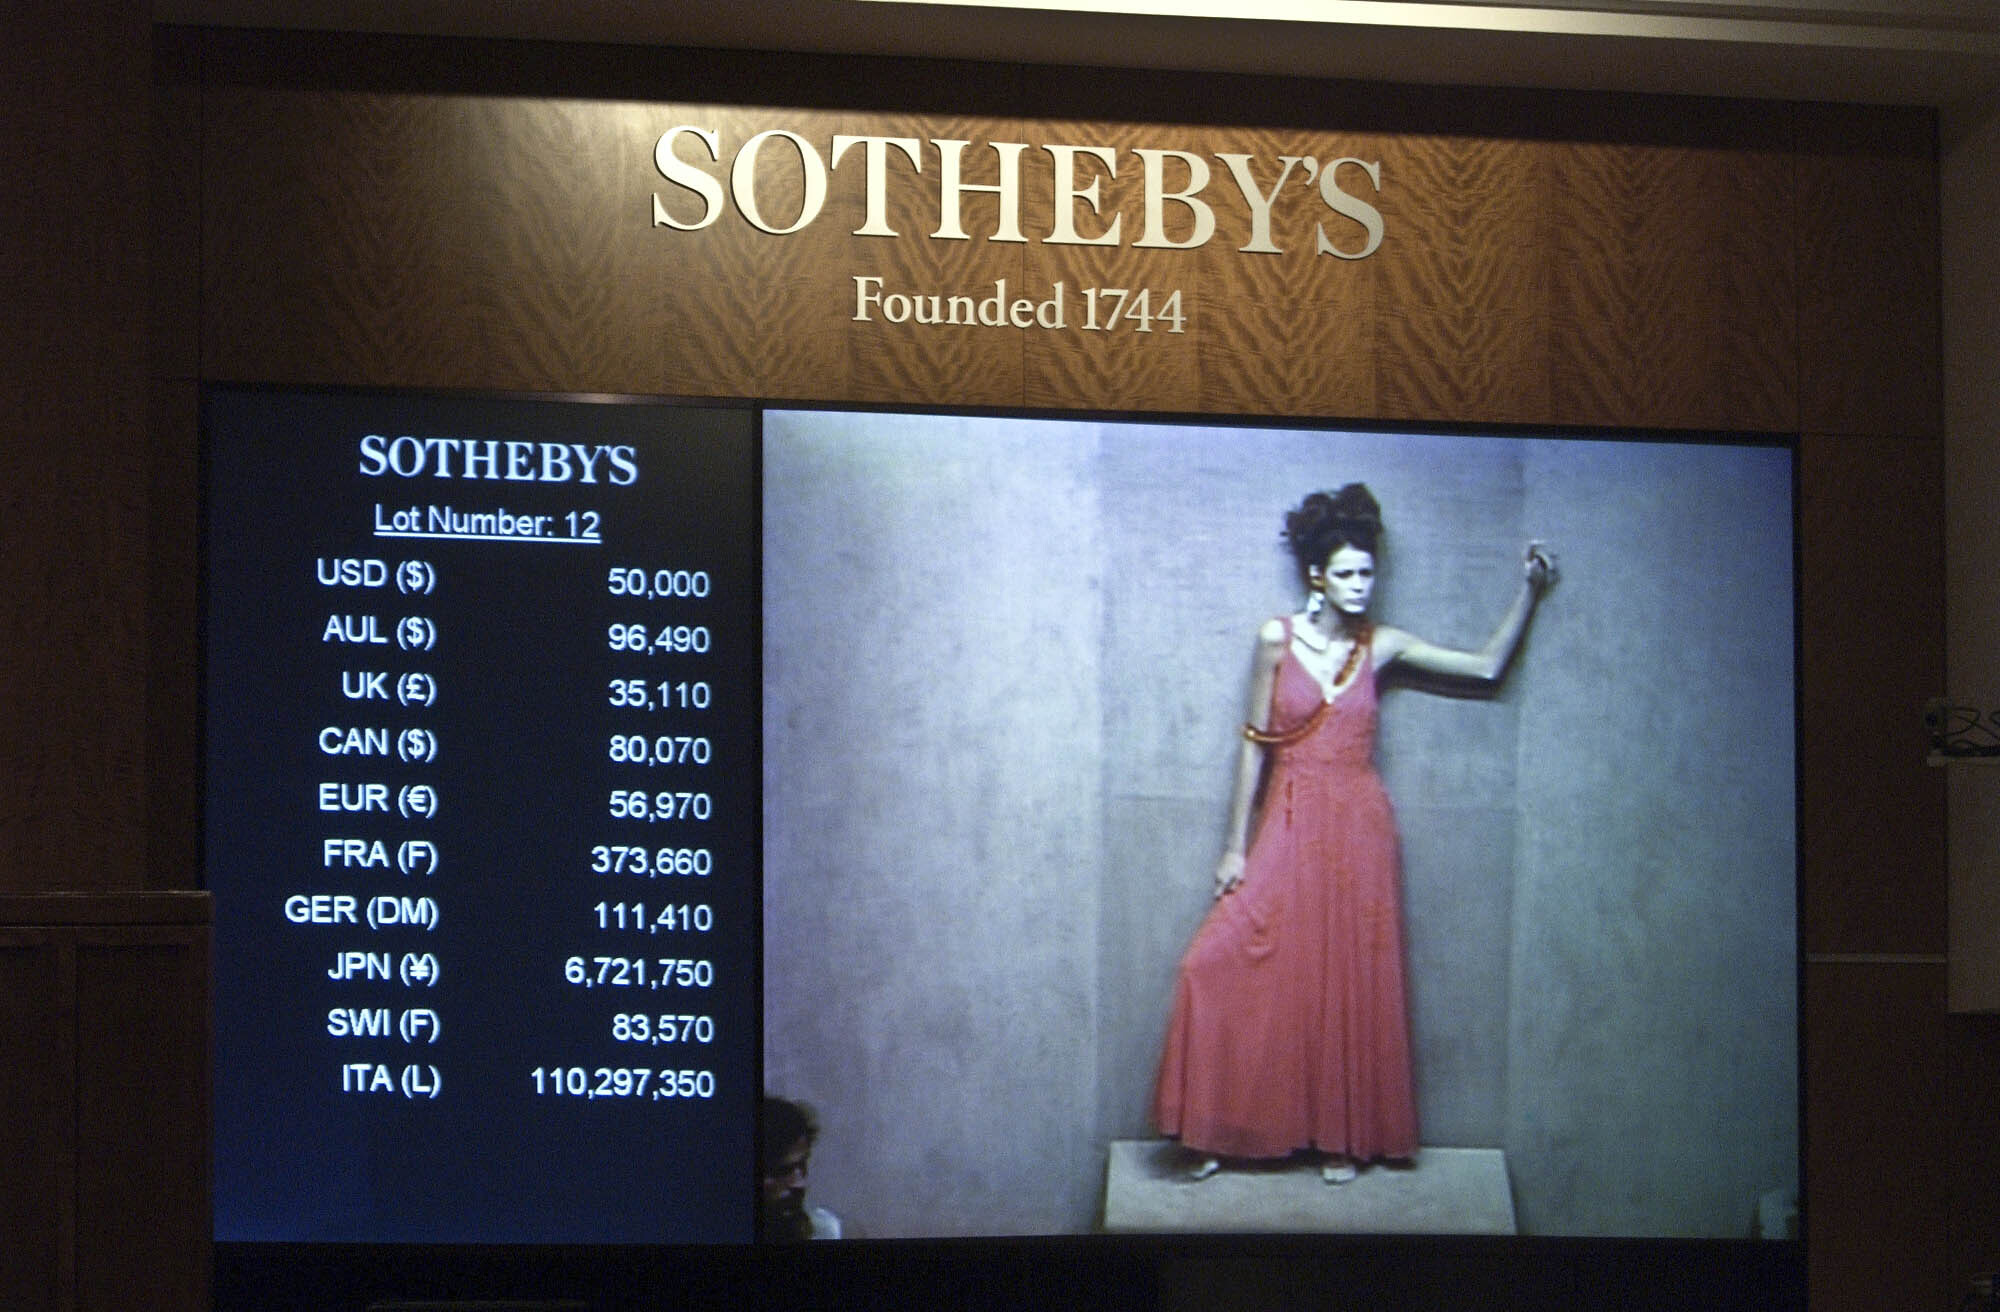 SOTHEBY'S
Founded 1744
SOTHEBY'S
Lot Number: 12
USD ($) 50,000
AUL ($) 96,490
UK (£) 35,110
CAN ($) 80,070
EUR (€) 56,970
FRA (F) 373,660
GER (DM) 111,410
JPN (¥) 6,721,750
SWI (F) 83,570
ITA (L) 110,297,350